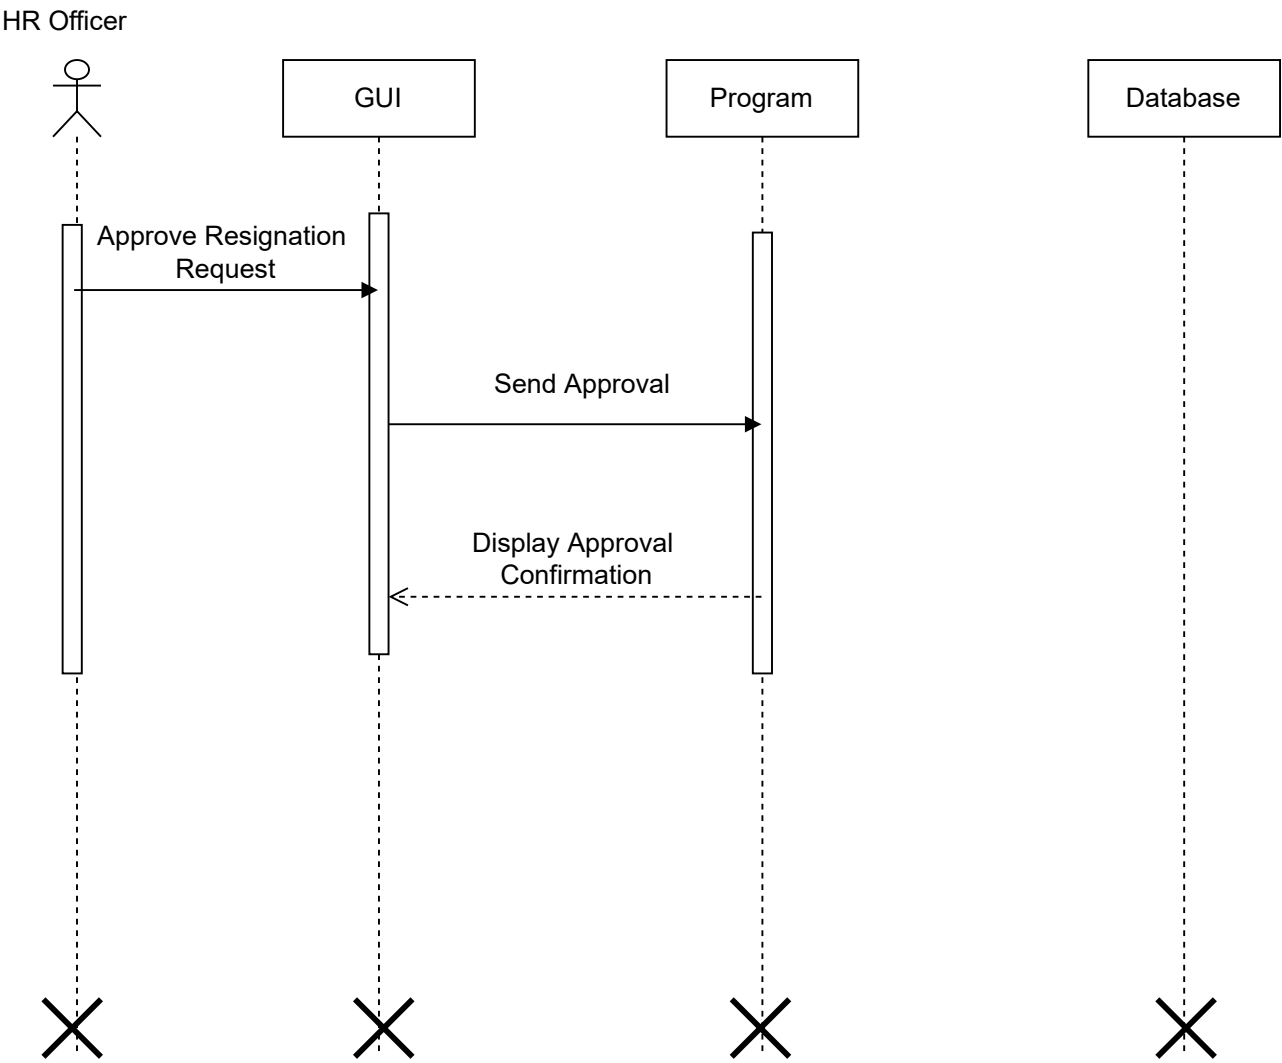 HR Officer
GUI
Program
Database
Approve Resignation
Request
Send Approval
Display Approval
Confirmation